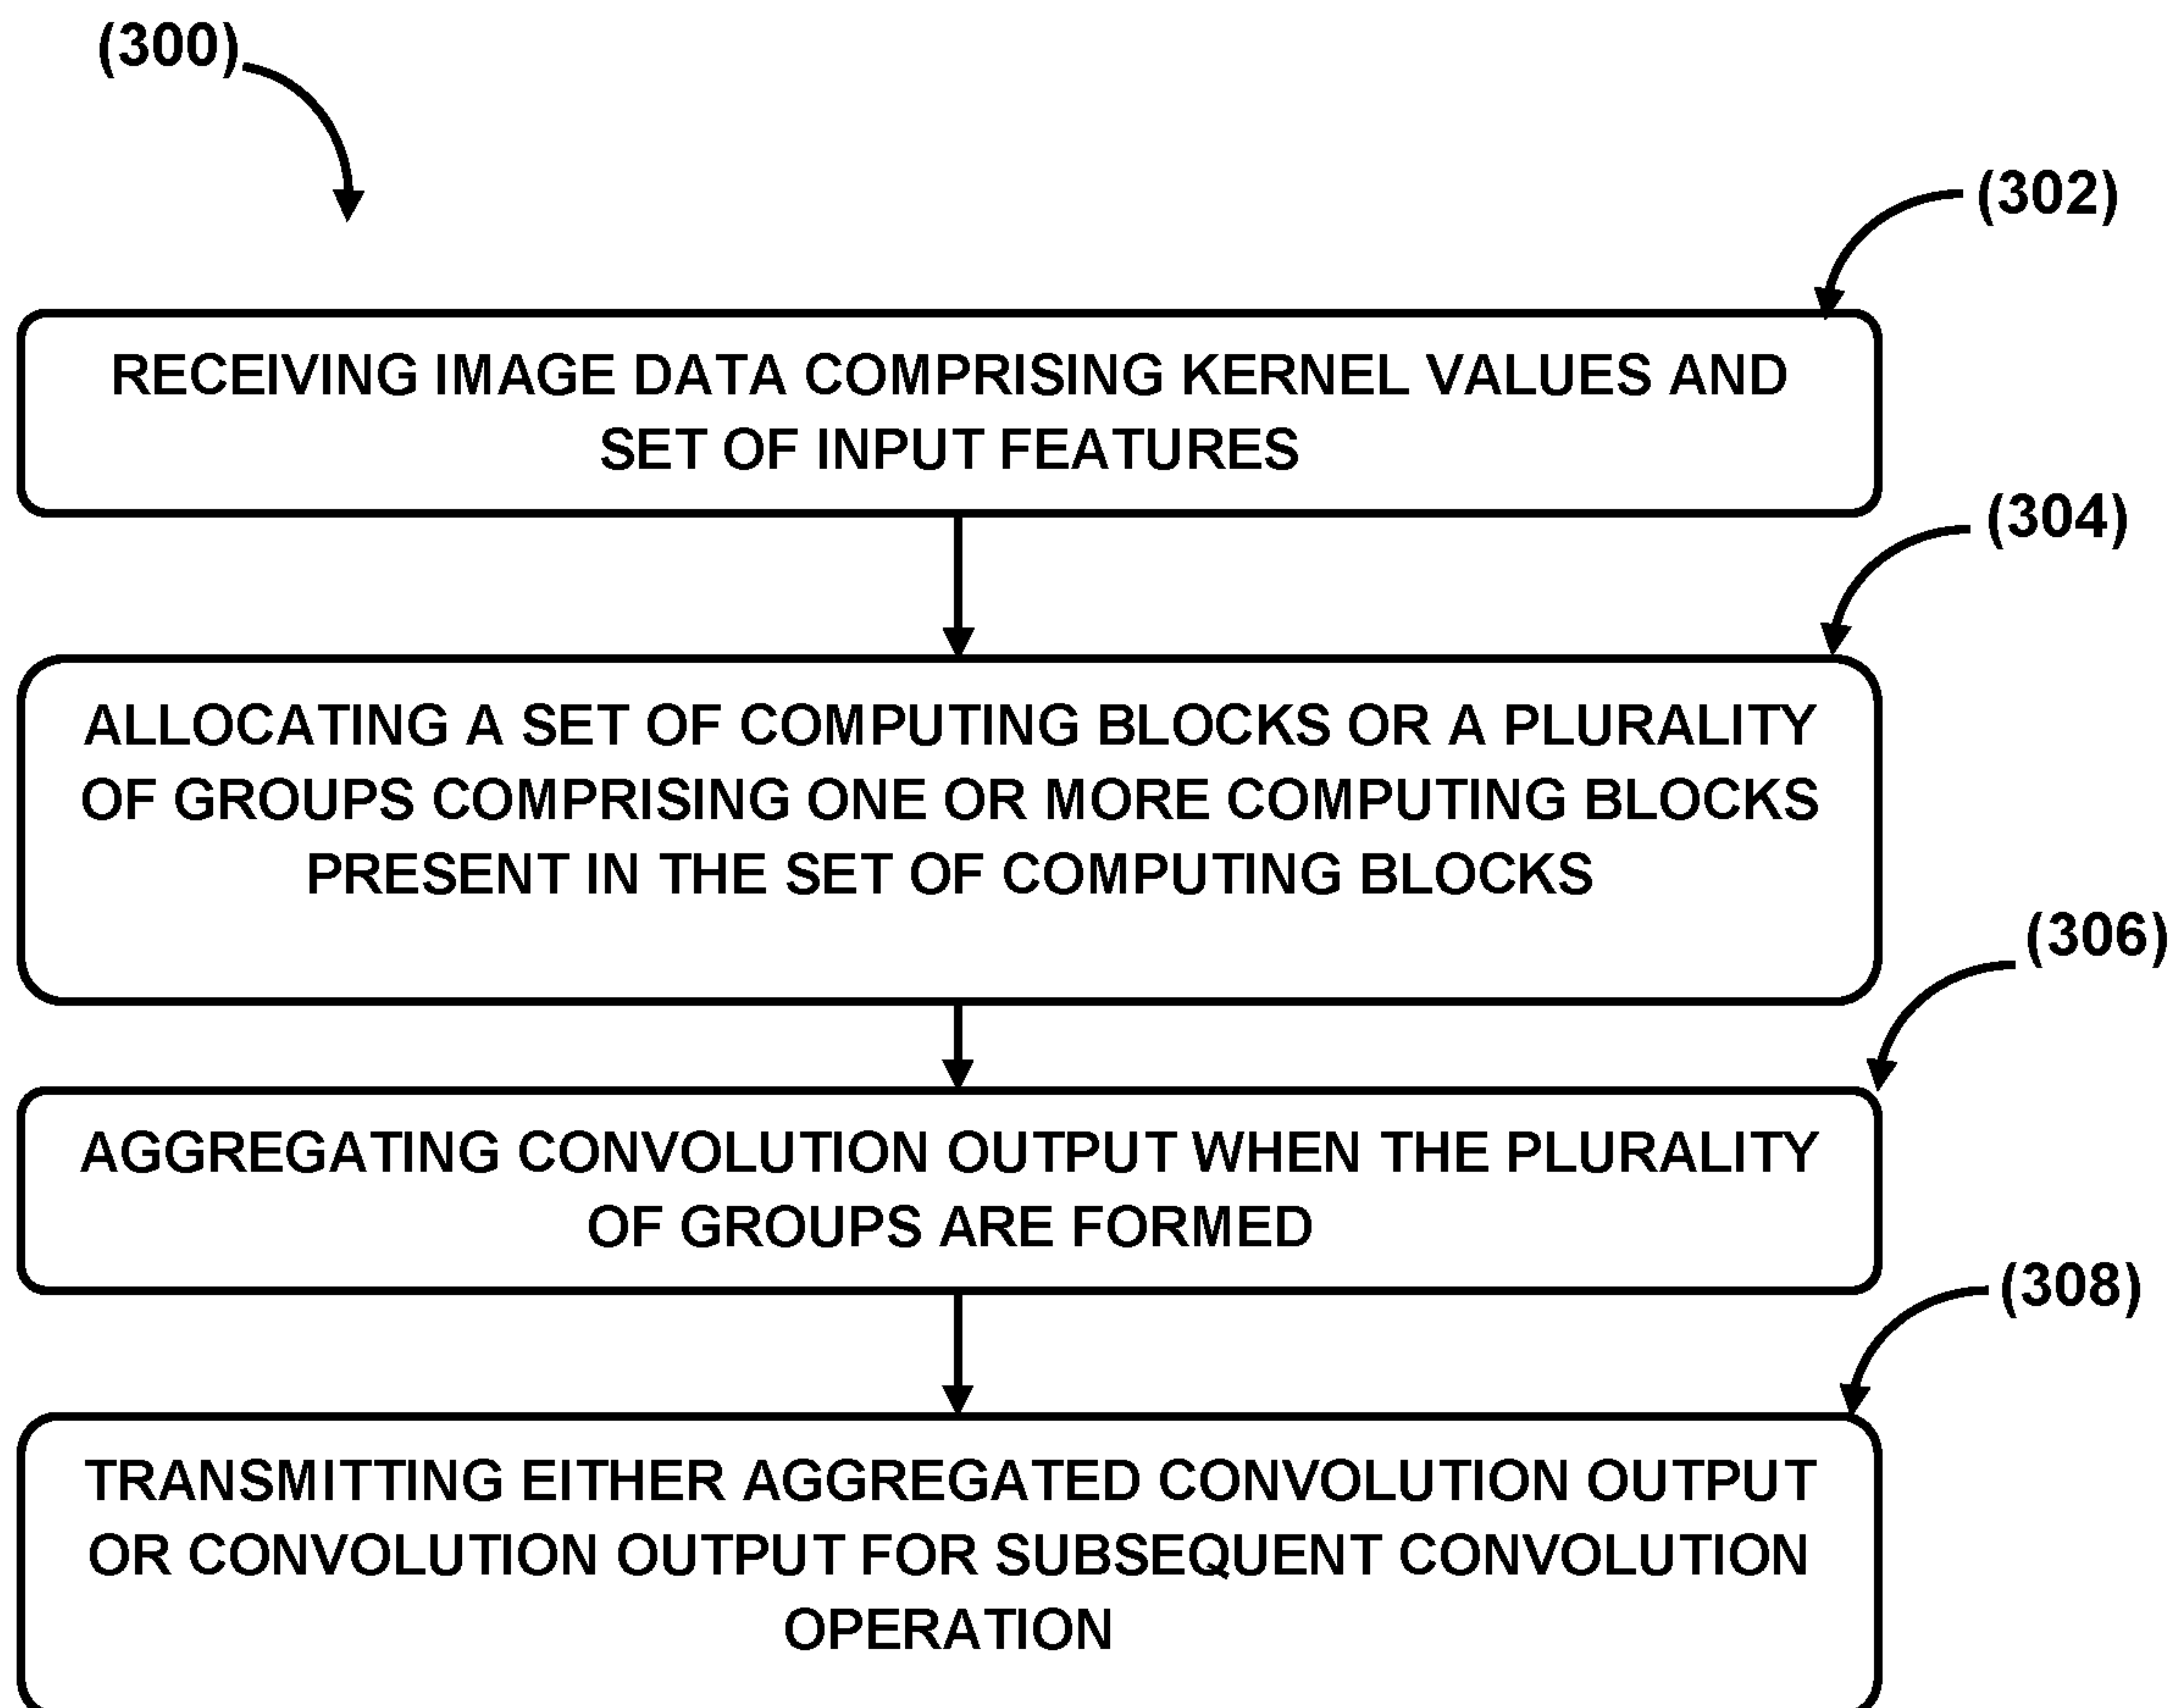 (300)
(302)
RECEIVING IMAGE DATA COMPRISING KERNEL VALUES AND
SET OF INPUT FEATURES
(304)
ALLOCATING A SET OF COMPUTING BLOCKS OR A PLURALITY
OF GROUPS COMPRISING ONE OR MORE COMPUTING BLOCKS
PRESENT IN THE SET OF COMPUTING BLOCKS
(306)
AGGREGATING CONVOLUTION OUTPUT WHEN THE PLURALITY
OF GROUPS ARE FORMED
(308)
TRANSMITTING EITHER AGGREGATED CONVOLUTION OUTPUT
OR CONVOLUTION OUTPUT FOR SUBSEQUENT CONVOLUTION
OPERATION